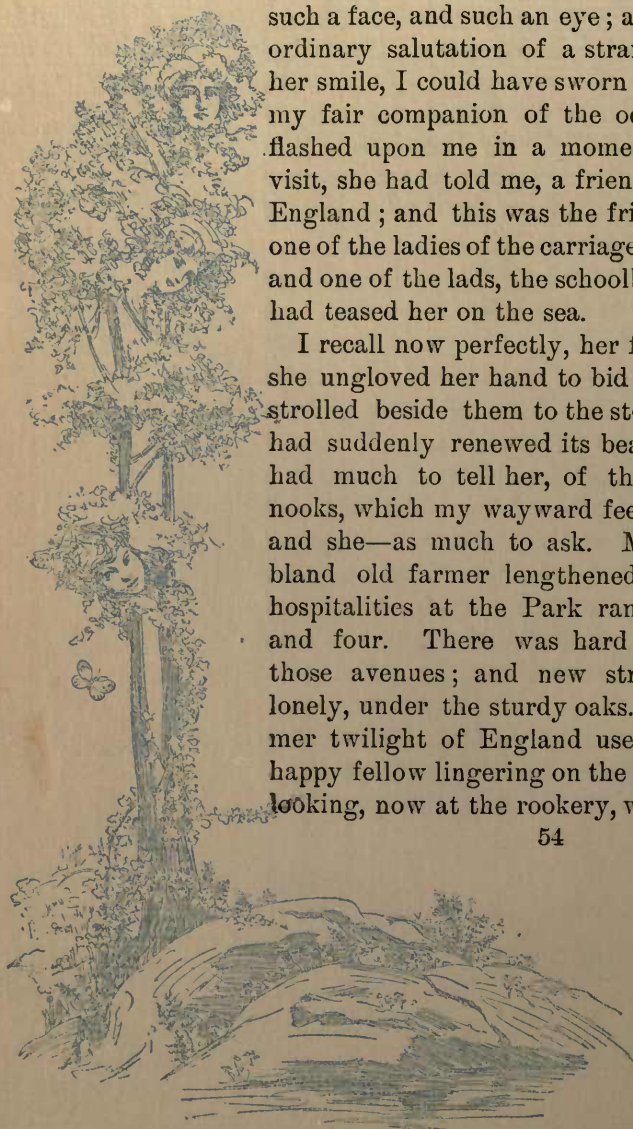 such a face, and such an eye; a
ordinary salutation of a stra
her smile, I could have sworn
my fair companion of the o
flashed upon me in a mome
visit, she had told me, a frien
England; and this was the fri
one of the ladies of the carriage
and one of the lads, the school
had teased her on the sea.
I recall now perfectly, her
she ungloved her hand to bid
strolled beside them to the st
had suddenly renewed its bea
had much to tell her, of th
nooks, which my wayward fee
and she—as much to ask.
bland old farmer lengthened
hospitalities at the Park ran
and four. There was hard
those avenues; and new str
lonely, under the sturdy oaks.
mer twilight of England use
happy fellow lingering on the
looking, now at the rookery,
54